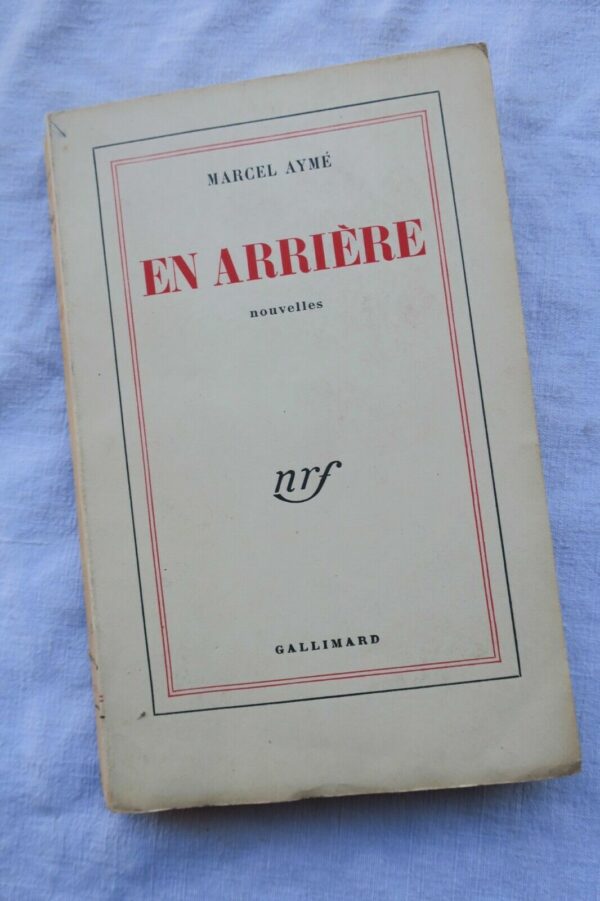 MARCEL AYMÉ
EN ARRIÈRE
nouvelles
nrf
GALLIMARD